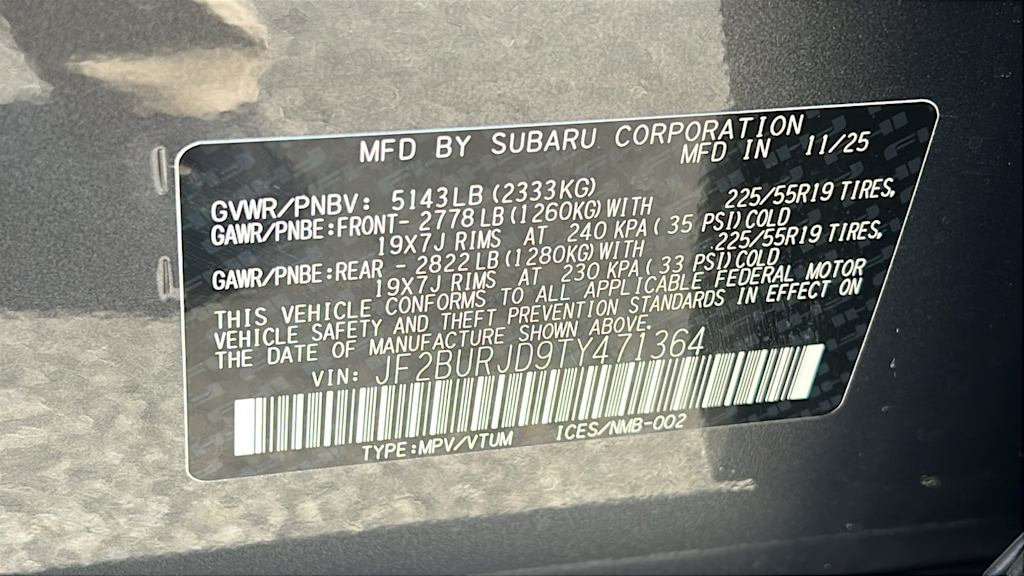 MFD BY SUBARU CORPORATION
MFD IN 11/25
GVWR/PNBV: 5143LB (2333KG)
GAWR/PNBE:FRONT- 2778 LB (1260KG) WITH 225/55R19 TIRES,
19X7J RIMS AT 240 KPA ( 35 PSI) COLD
GAWR/PNBE:REAR - 2822 LB (1280KG) WITH 225/55R19 TIRES,
19X7J RIMS AT 230 KPA ( 33 PSI) COLD
THIS VEHICLE CONFORMS TO ALL APPLICABLE FEDERAL MOTOR
VEHICLE SAFETY AND THEFT PREVENTION STANDARDS IN EFFECT ON
THE DATE OF MANUFACTURE SHOWN ABOVE.
VIN: JF2BURJD9TY471364
TYPE:MPV/VTUM ICES/NMB-002